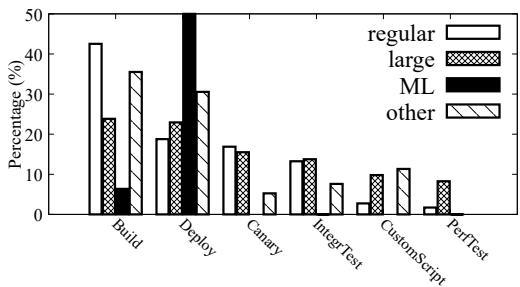 Percentage (%)
50
40
30
20
10
0
regular
large
ML
other
Build
Deploy
Canary
IntegrTest
CustomScript
PerfTest